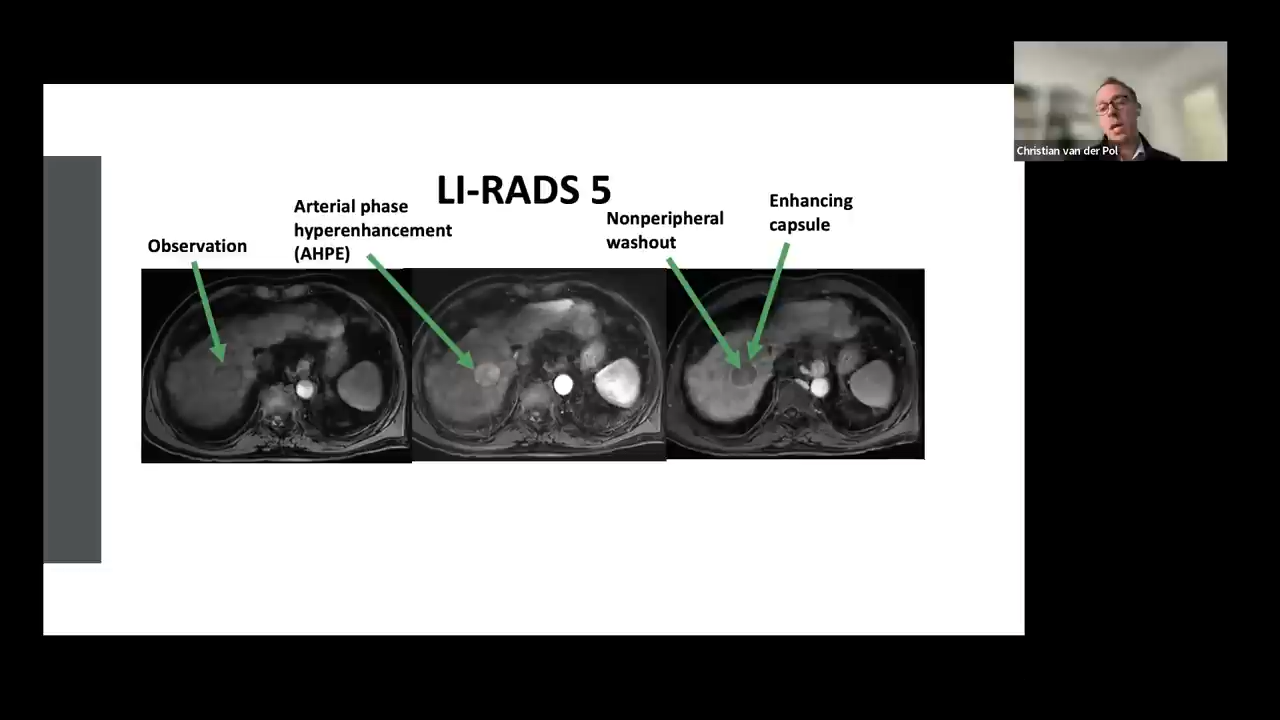 LI-RADS 5
Observation
Arterial phase
hyperenhancement
(AHPE)
Nonperipheral
washout
Enhancing
capsule
Christian van der Pol